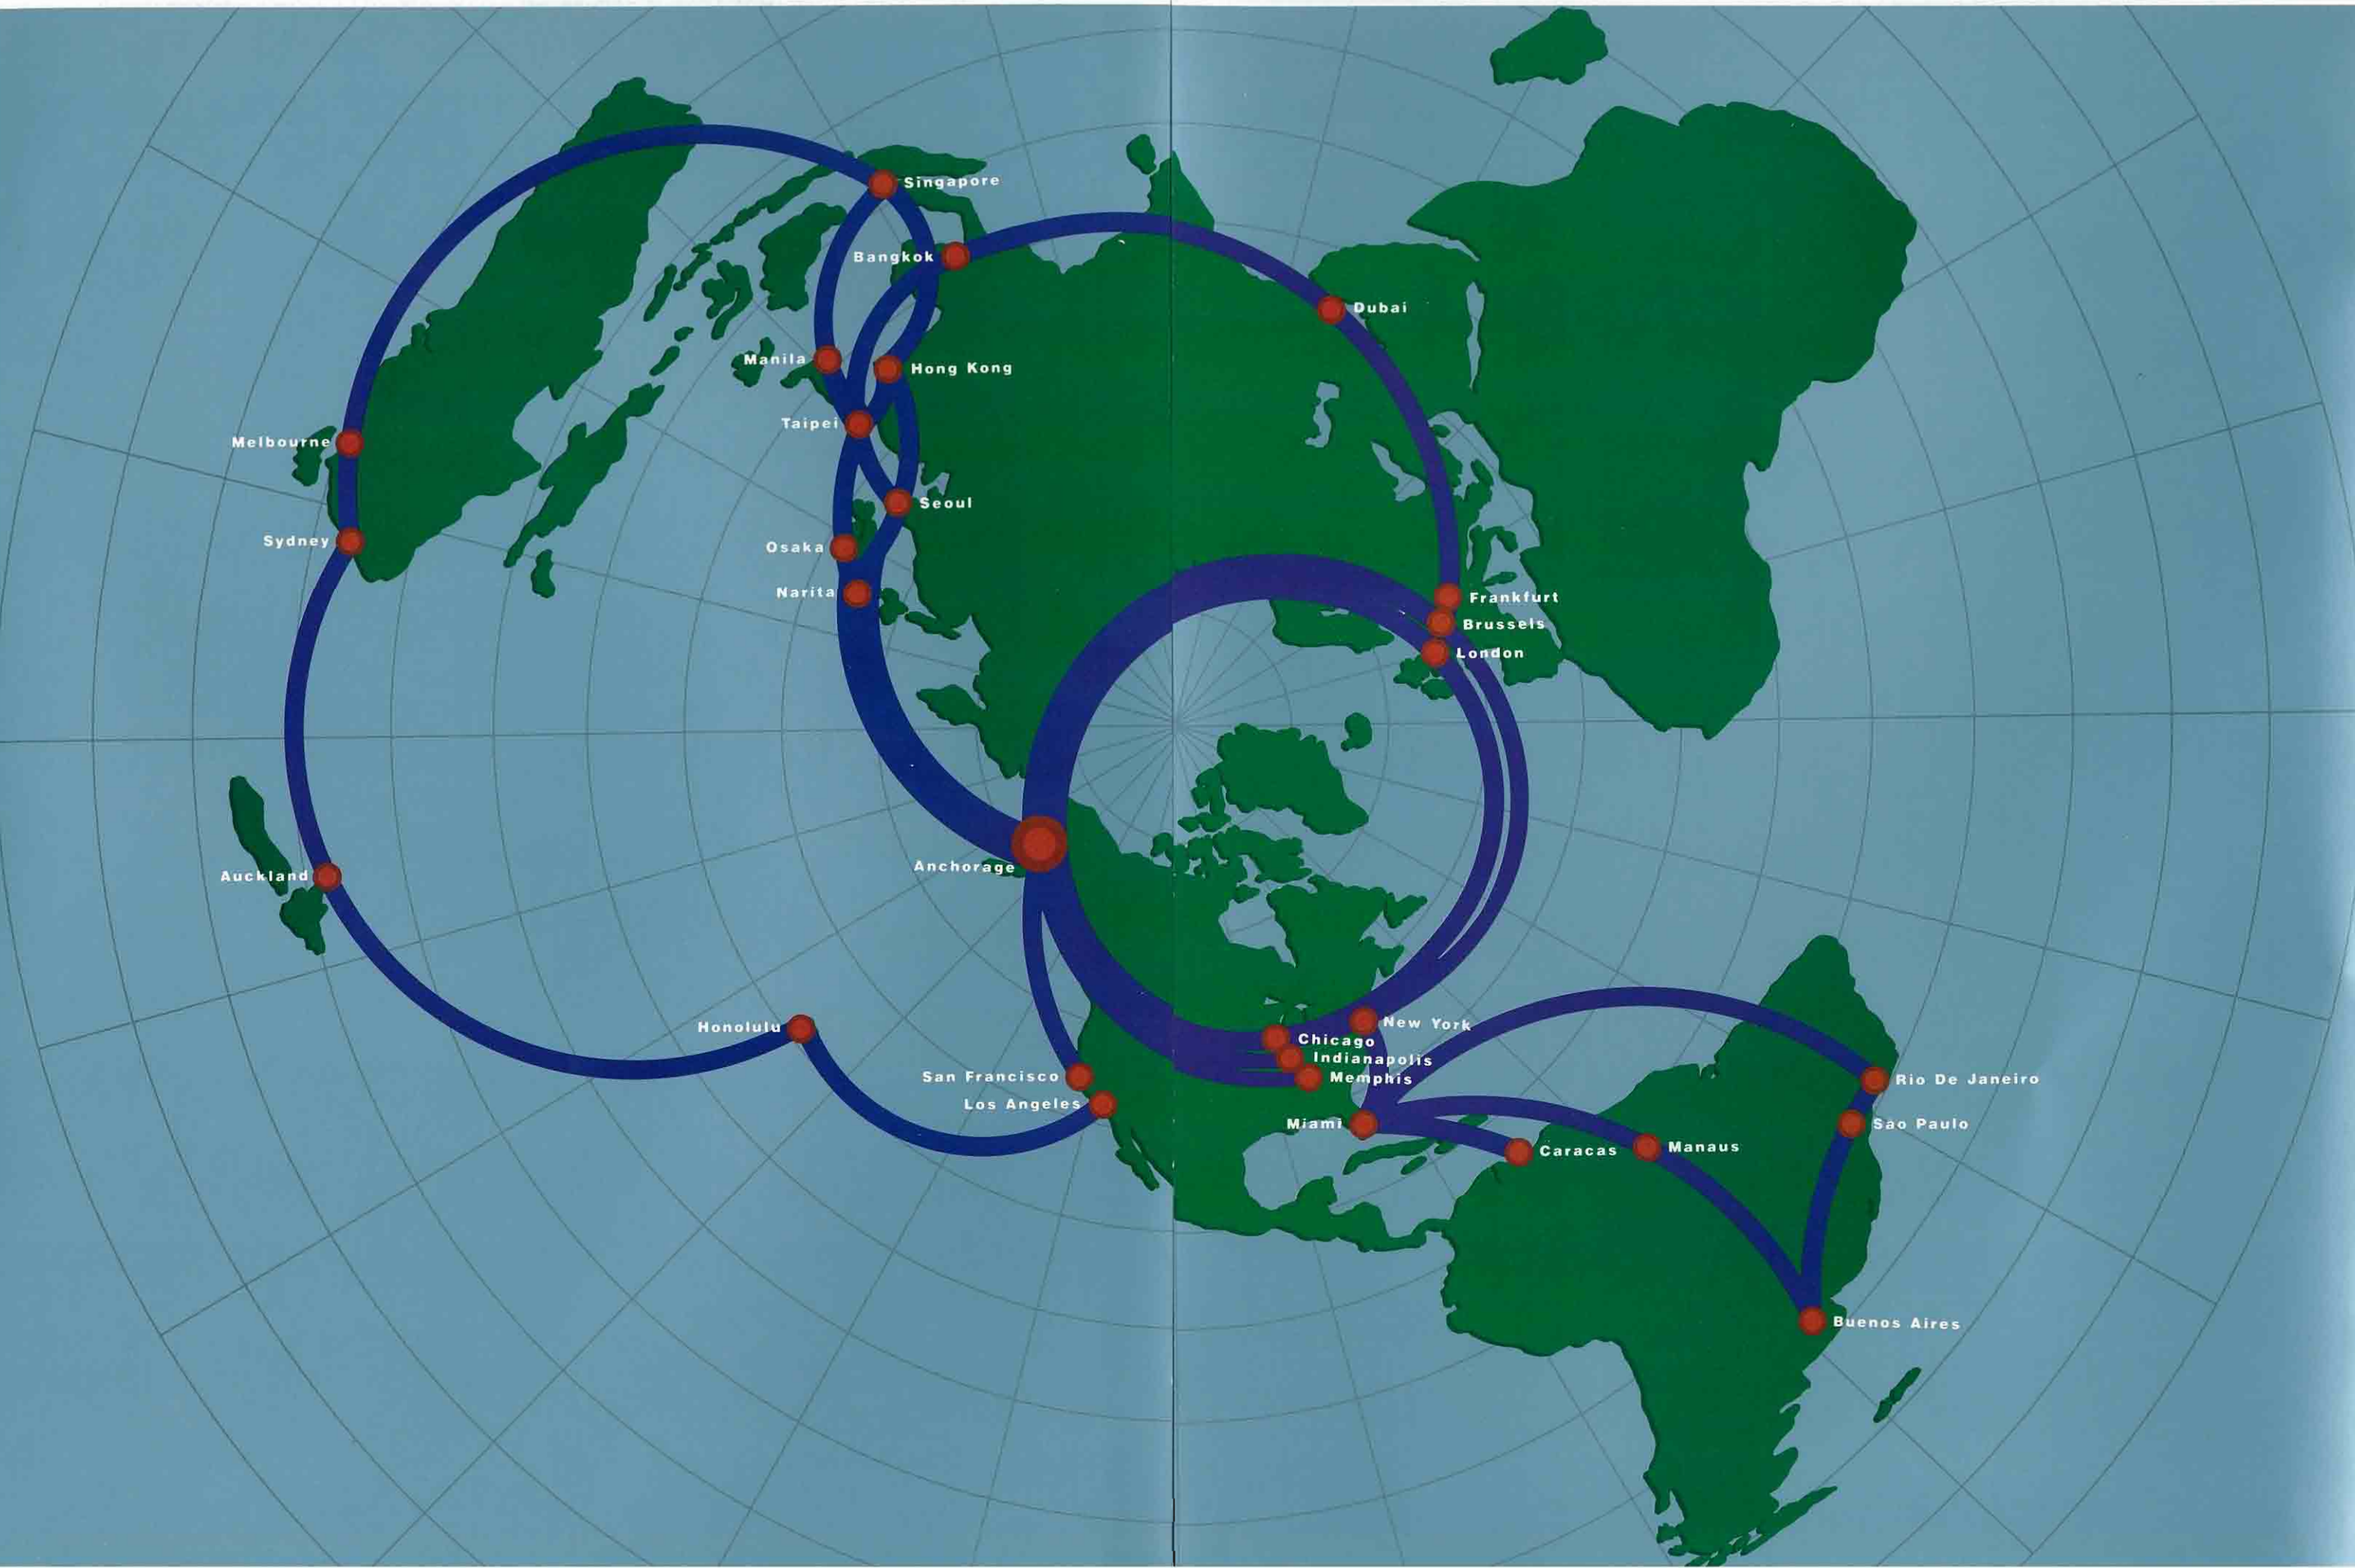 Singapore
Bangkok
Dubai
Manila
Hong Kong
Taipei
Melbourne
Seoul
Sydney
Osaka
Narita
Frankfurt
Brussels
London
Anchorage
Auckland
Honolulu
New York
Chicago
Indianapolis
Memphis
San Francisco
Los Angeles
Miami
Rio De Janeiro
São Paulo
Caracas
Manaus
Buenos Aires